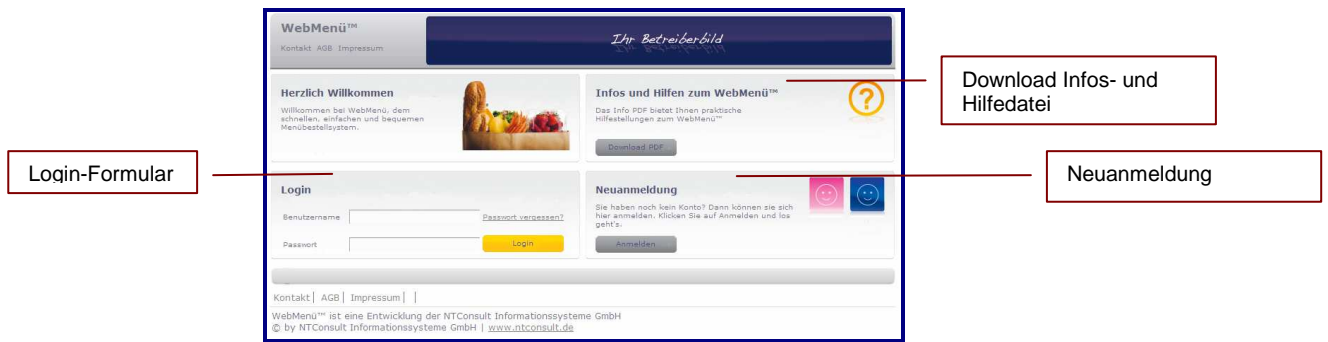 WebMenü™
Kontakt AGB Impressum
Ihr Betreiberbild
Herzlich Willkommen
Willkommen bei WebMenü, dem
schnellen, einfachen und bequemen
Menübestellsystem.
Infos und Hilfen zum WebMenü™
Das Info PDF bietet Ihnen praktische
Hilfestellungen zum WebMenü™
Download PDF
?
Download Infos- und
Hilfedatei
Login-Formular
Login
Benutzername
Passwort vergessen?
Passwort
Login
Neuanmeldung
Sie haben noch kein Konto? Dann können sie sich
hier anmelden. Klicken Sie auf Anmelden und los
geht's.
Anmelden
Neuanmeldung
Kontakt| AGB| Impressum| |
WebMenü™ ist eine Entwicklung der NTConsult Informationssysteme GmbH
© by NTConsult Informationssysteme GmbH | www.ntconsult.de